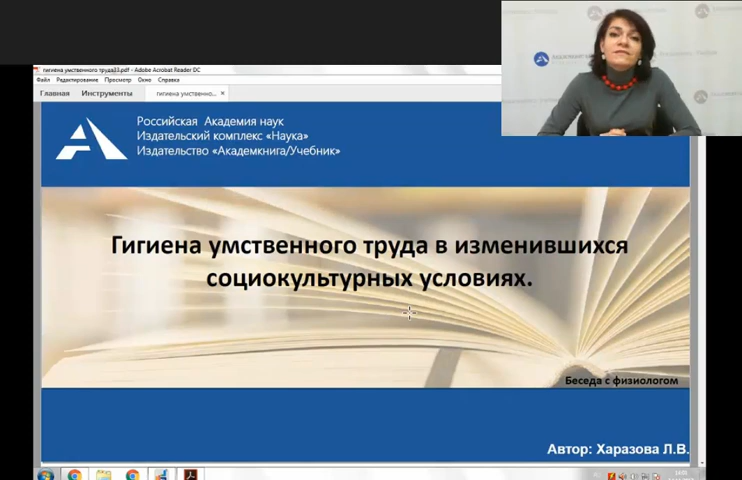 гигиена умственного труда33.pdf - Adobe Acrobat Reader DC
Файл Редактирование Просмотр Окно Справка
Главная Инструменты гигиена умственно... ×
Российская Академия наук
Издательский комплекс «Наука»
Издательство «Академкнига/Учебник»
Гигиена умственного труда в изменившихся
социокультурных условиях.
Беседа с физиологом
Автор: Харазова Л.В.